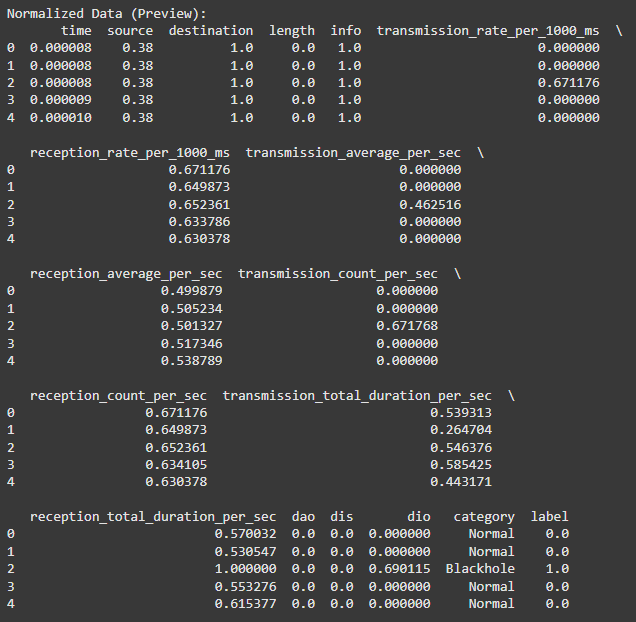 Normalized Data (Preview):
       time  source  destination  length  info  transmission_rate_per_1000_ms  \
0  0.000008    0.38          1.0     0.0   1.0                       0.000000
1  0.000008    0.38          1.0     0.0   1.0                       0.000000
2  0.000008    0.38          1.0     0.0   1.0                       0.671176
3  0.000009    0.38          1.0     0.0   1.0                       0.000000
4  0.000010    0.38          1.0     0.0   1.0                       0.000000
   reception_rate_per_1000_ms  transmission_average_per_sec  \
0                    0.671176                      0.000000
1                    0.649873                      0.000000
2                    0.652361                      0.462516
3                    0.633786                      0.000000
4                    0.630378                      0.000000
   reception_average_per_sec  transmission_count_per_sec  \
0                   0.499879                    0.000000
1                   0.505234                    0.000000
2                   0.501327                    0.671768
3                   0.517346                    0.000000
4                   0.538789                    0.000000
   reception_count_per_sec  transmission_total_duration_per_sec  \
0                 0.671176                             0.539313
1                 0.649873                             0.264704
2                 0.652361                             0.546376
3                 0.634105                             0.585425
4                 0.630378                             0.443171
   reception_total_duration_per_sec  dao  dis       dio   category  label
0                          0.570032  0.0  0.0  0.000000     Normal    0.0
1                          0.530547  0.0  0.0  0.000000     Normal    0.0
2                          1.000000  0.0  0.0  0.690115  Blackhole    1.0
3                          0.553276  0.0  0.0  0.000000     Normal    0.0
4                          0.615377  0.0  0.0  0.000000     Normal    0.0